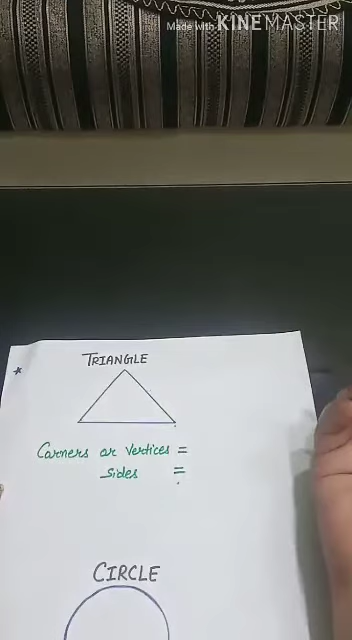 Made with KINEMASTER
TRIANGLE
Corners or Vertices =
Sides =
CIRCLE